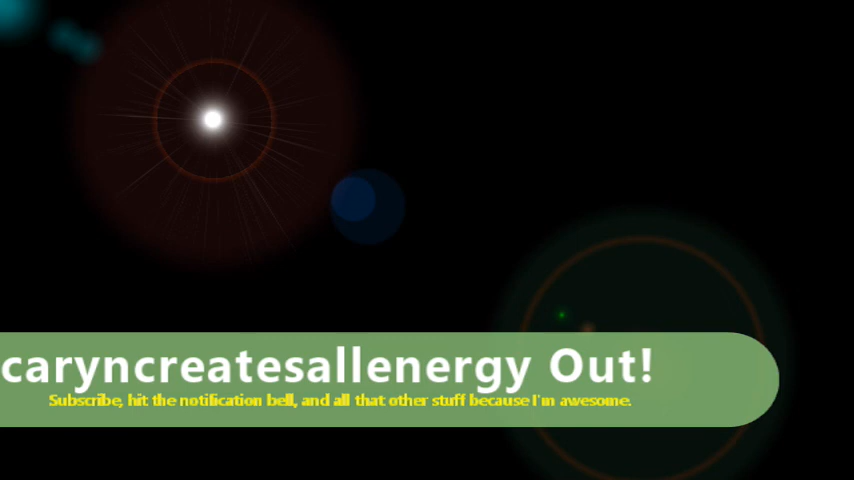 caryncreatesallenergy Out!
Subscribe, hit the notification bell, and all that other stuff because I'm awesome.